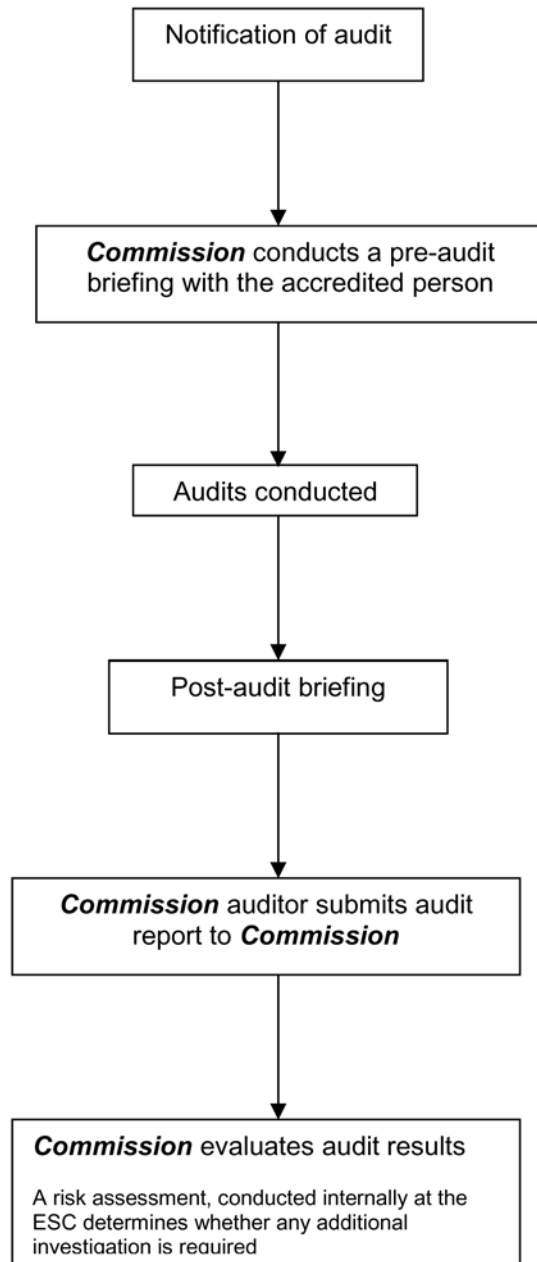 Notification of audit
Commission conducts a pre-audit
briefing with the accredited person
Audits conducted
Post-audit briefing
Commission auditor submits audit
report to Commission
Commission evaluates audit results
A risk assessment, conducted internally at the
ESC determines whether any additional
investigation is required